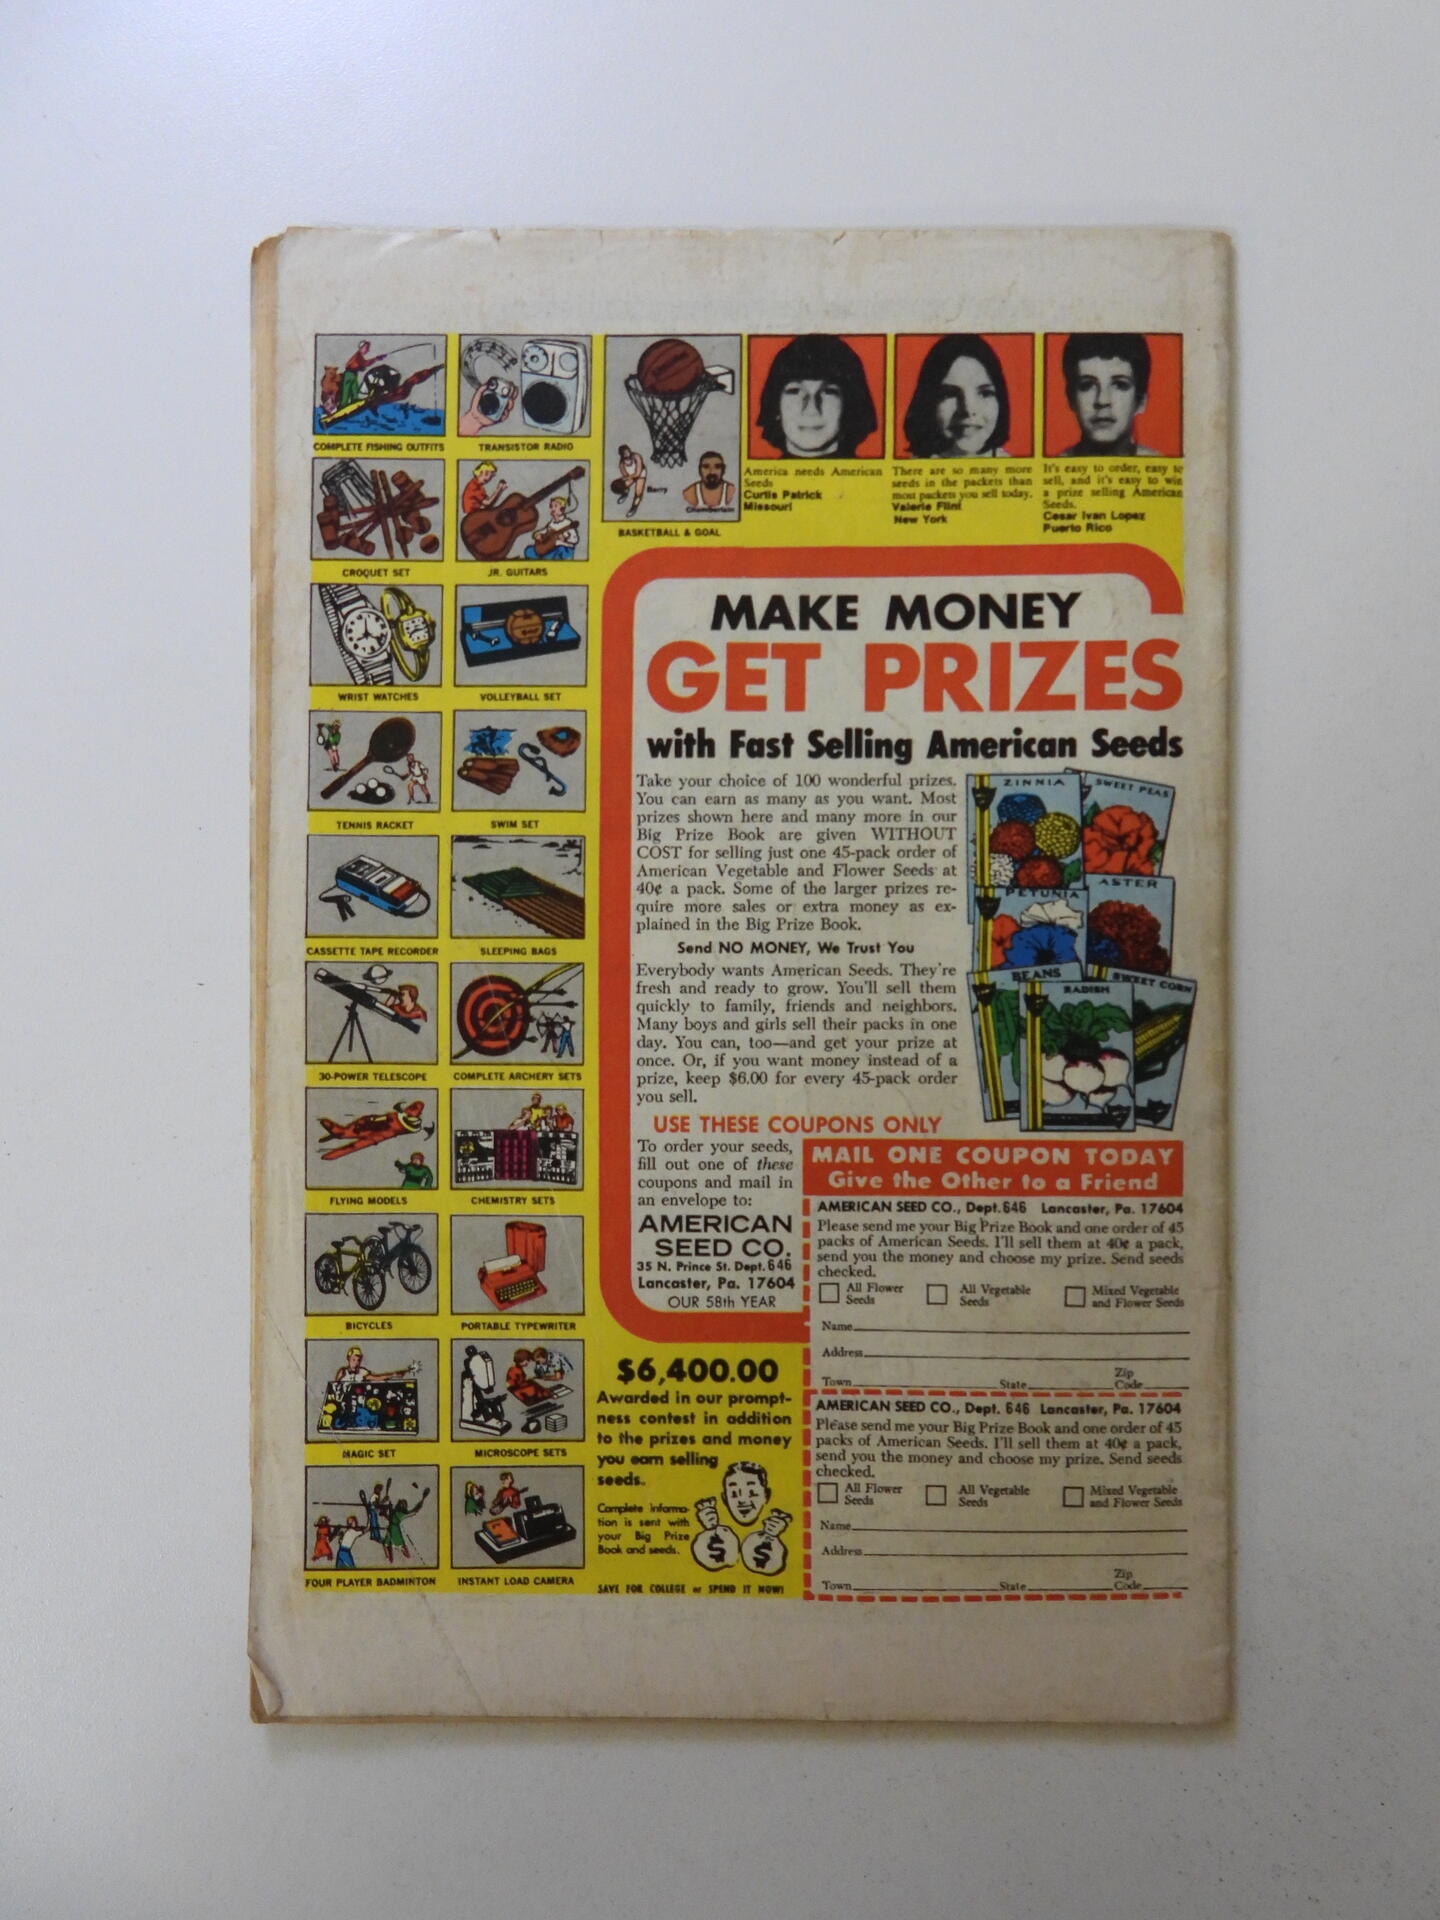 COMPLETE FISHING OUTFITS
TRANSISTOR RADIO
CROQUET SET
JR. GUITARS
WRIST WATCHES
VOLLEYBALL SET
TENNIS RACKET
SWIM SET
CASSETTE TAPE RECORDER
SLEEPING BAGS
30-POWER TELESCOPE
COMPLETE ARCHERY SETS
FLYING MODELS
CHEMISTRY SETS
BICYCLES
PORTABLE TYPEWRITER
MAGIC SET
MICROSCOPE SETS
FOUR PLAYER BADMINTON
INSTANT LOAD CAMERA
Barry
Chamberlain
BASKETBALL & GOAL
America needs American
Seeds
Curtis Patrick
Missouri
There are so many more
seeds in the packets than
most packets you sell today.
Valerie Flint
New York
It's easy to order, easy to
sell, and it's easy to win
a prize selling American
Seeds.
Cesar Ivan Lopez
Puerto Rico
MAKE MONEY
GET PRIZES
with Fast Selling American Seeds
Take your choice of 100 wonderful prizes.
You can earn as many as you want. Most
prizes shown here and many more in our
Big Prize Book are given WITHOUT
COST for selling just one 45-pack order of
American Vegetable and Flower Seeds at
40¢ a pack. Some of the larger prizes re-
quire more sales or extra money as ex-
plained in the Big Prize Book.
Send NO MONEY, We Trust You
Everybody wants American Seeds. They're
fresh and ready to grow. You'll sell them
quickly to family, friends and neighbors.
Many boys and girls sell their packs in one
day. You can, too—and get your prize at
once. Or, if you want money instead of a
prize, keep $6.00 for every 45-pack order
you sell.
ZINNIA
SWEET PEAS
PETUNIA
ASTER
BEANS
RADISH
SWEET CORN
USE THESE COUPONS ONLY
To order your seeds,
fill out one of these
coupons and mail in
an envelope to:
AMERICAN
SEED CO.
35 N. Prince St. Dept. 646
Lancaster, Pa. 17604
OUR 58th YEAR
MAIL ONE COUPON TODAY
Give the Other to a Friend
AMERICAN SEED CO., Dept. 646 Lancaster, Pa. 17604
Please send me your Big Prize Book and one order of 45
packs of American Seeds. I'll sell them at 40¢ a pack,
send you the money and choose my prize. Send seeds
checked.
All Flower
Seeds
All Vegetable
Seeds
Mixed Vegetable
and Flower Seeds
Name
Address
Town State Zip
Code
AMERICAN SEED CO., Dept. 646 Lancaster, Pa. 17604
Please send me your Big Prize Book and one order of 45
packs of American Seeds. I'll sell them at 40¢ a pack,
send you the money and choose my prize. Send seeds
checked.
All Flower
Seeds
All Vegetable
Seeds
Mixed Vegetable
and Flower Seeds
Name
Address
Town State Zip
Code
$6,400.00
Awarded in our prompt-
ness contest in addition
to the prizes and money
you earn selling
seeds.
Complete informa-
tion is sent with
your Big Prize
Book and seeds.
$ $
SAVE FOR COLLEGE or SPEND IT NOW!